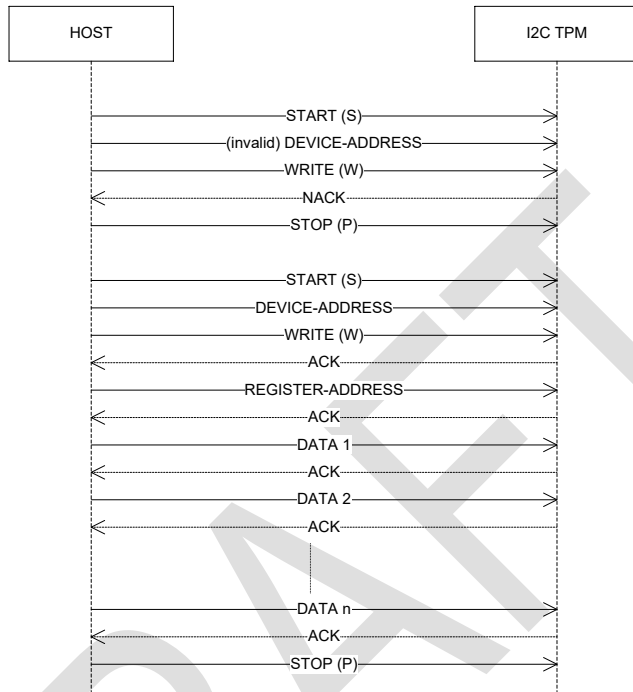 HOST
I2C TPM
START (S)
(invalid) DEVICE-ADDRESS
WRITE (W)
NACK
STOP (P)
START (S)
DEVICE-ADDRESS
WRITE (W)
ACK
REGISTER-ADDRESS
ACK
DATA 1
ACK
DATA 2
ACK
DATA n
ACK
STOP (P)